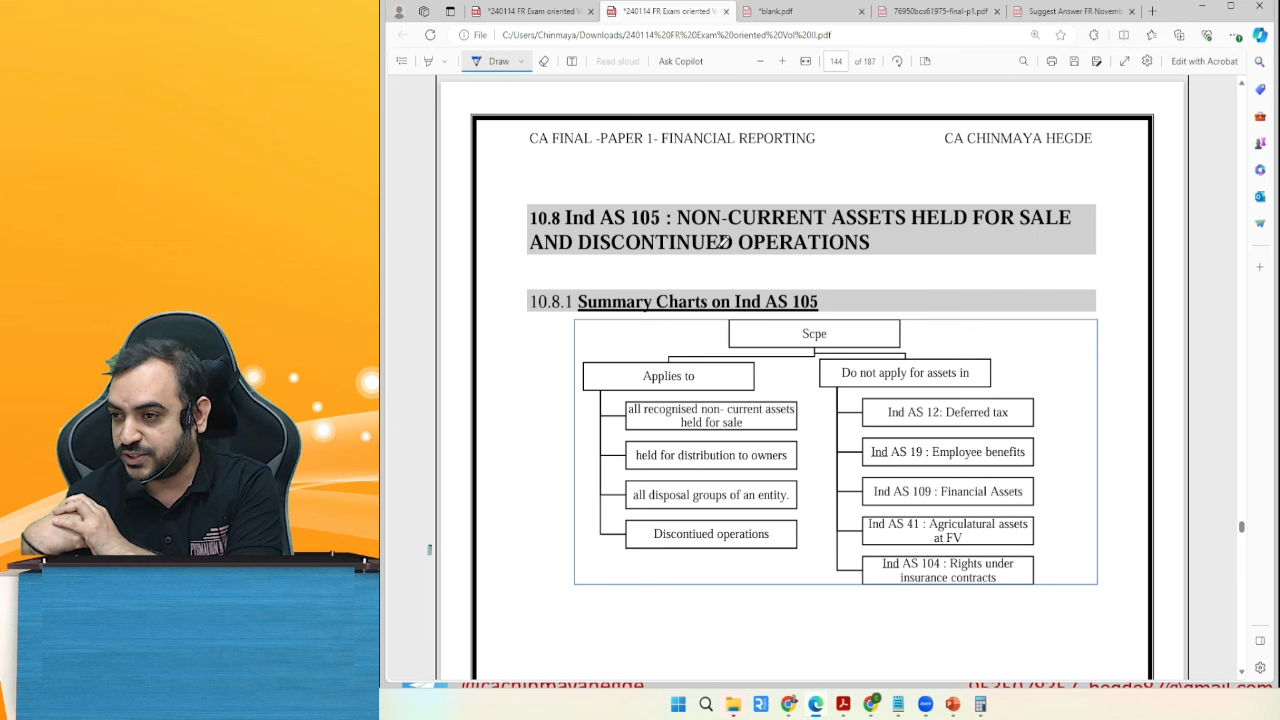 *240114 FR Exam oriented V
*240114 FR Exam oriented V
*blank.pdf
76950bos61975-final-p1.pdf
Suggest Answer FR Novemb
File
C:/Users/Chinmaya/Downloads/240114%20FR%20Exam%20oriented%20Vol%20II.pdf
Draw
Read aloud
Ask Copilot
144 of 187
Edit with Acrobat
CA FINAL -PAPER 1- FINANCIAL REPORTING CA CHINMAYA HEGDE
10.8 Ind AS 105 : NON-CURRENT ASSETS HELD FOR SALE
AND DISCONTINUED OPERATIONS
10.8.1 Summary Charts on Ind AS 105
Scpe
Applies to
all recognised non- current assets
held for sale
held for distribution to owners
all disposal groups of an entity.
Discontiued operations
Do not apply for assets in
Ind AS 12: Deferred tax
Ind AS 19 : Employee benefits
Ind AS 109 : Financial Assets
Ind AS 41 : Agriculatural assets
at FV
Ind AS 104 : Rights under
insurance contracts
@cachinmayahegde